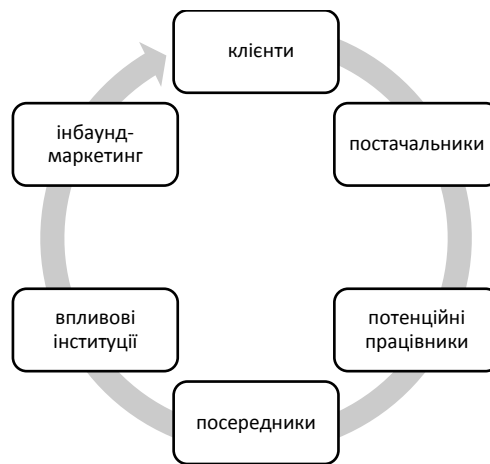 клієнти
постачальники
потенційні
працівники
посередники
впливові
інституції
інбаунд-
маркетинг